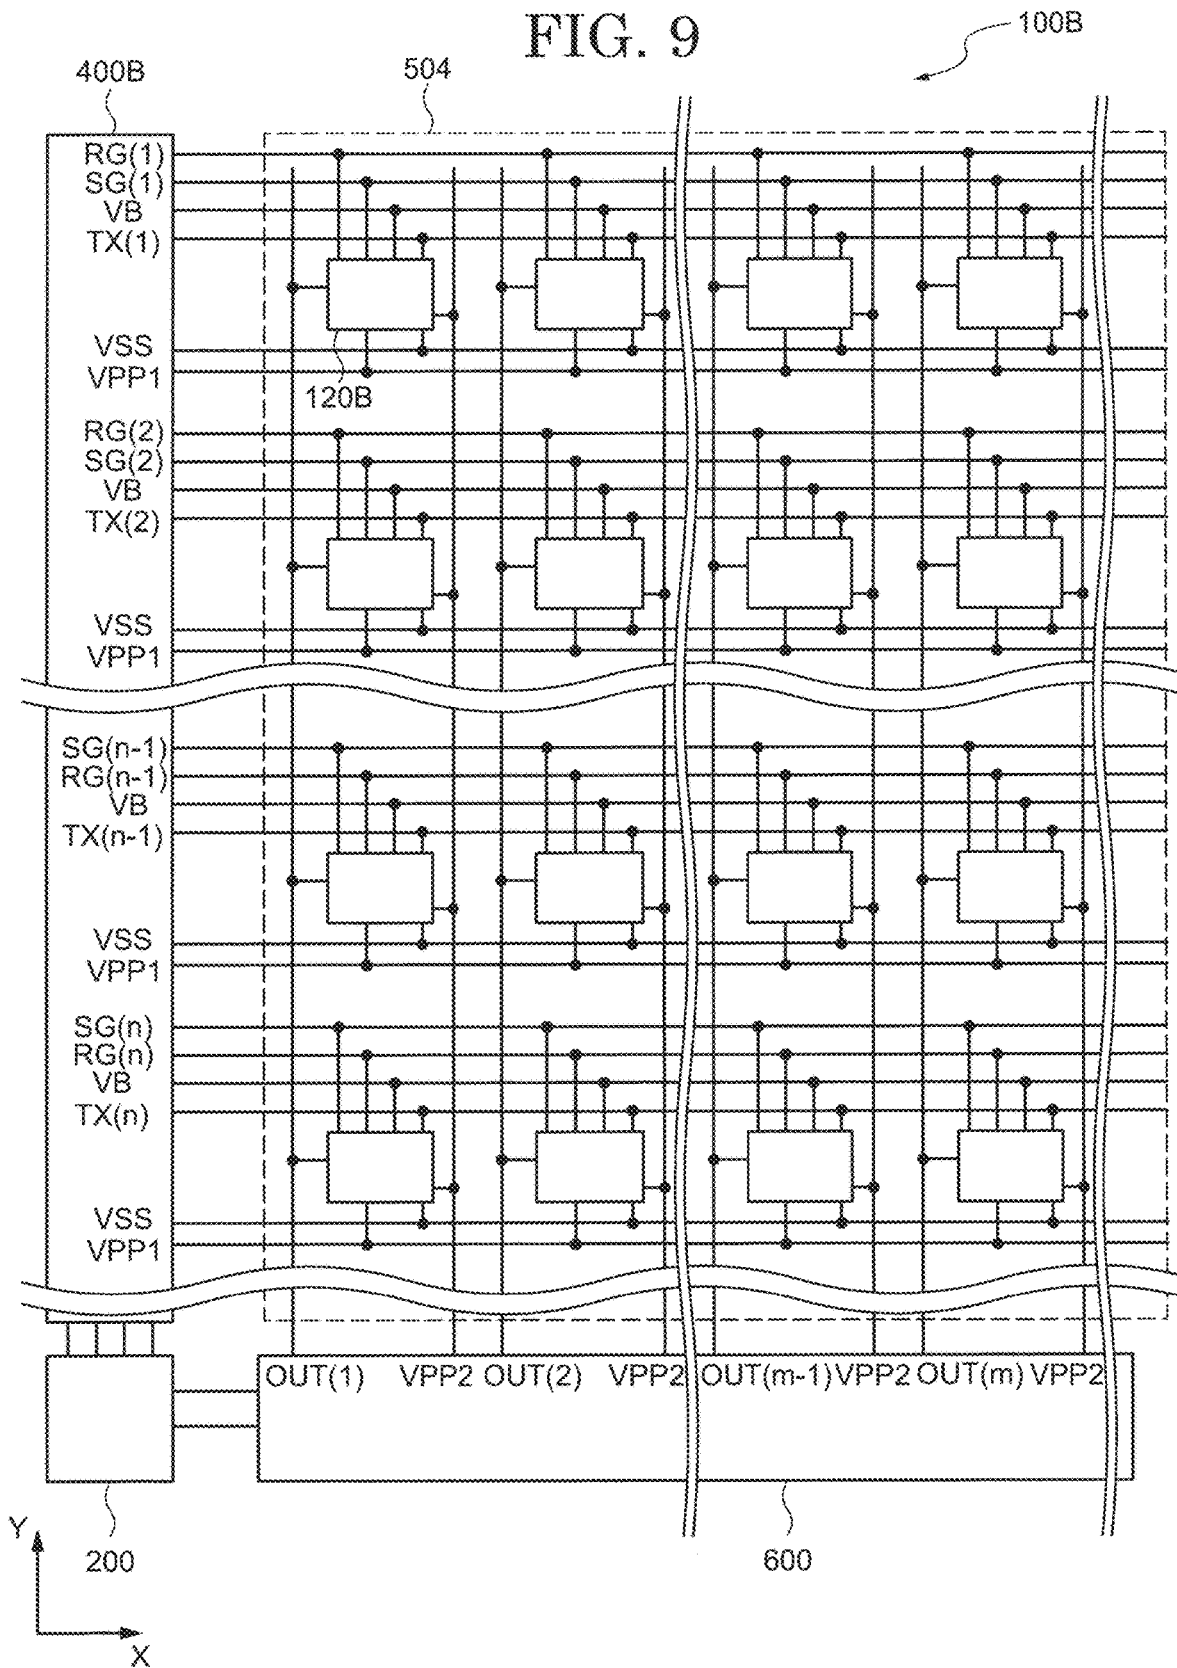 FIG. 9
100B
400B
504
RG(1)
SG(1)
VB
TX(1)
VSS
VPP1
120B
RG(2)
SG(2)
VB
TX(2)
VSS
VPP1
SG(n-1)
RG(n-1)
VB
TX(n-1)
VSS
VPP1
SG(n)
RG(n)
VB
TX(n)
VSS
VPP1
OUT(1) VPP2 OUT(2) VPP2 OUT(m-1) VPP2 OUT(m) VPP2
Y
200
600
X